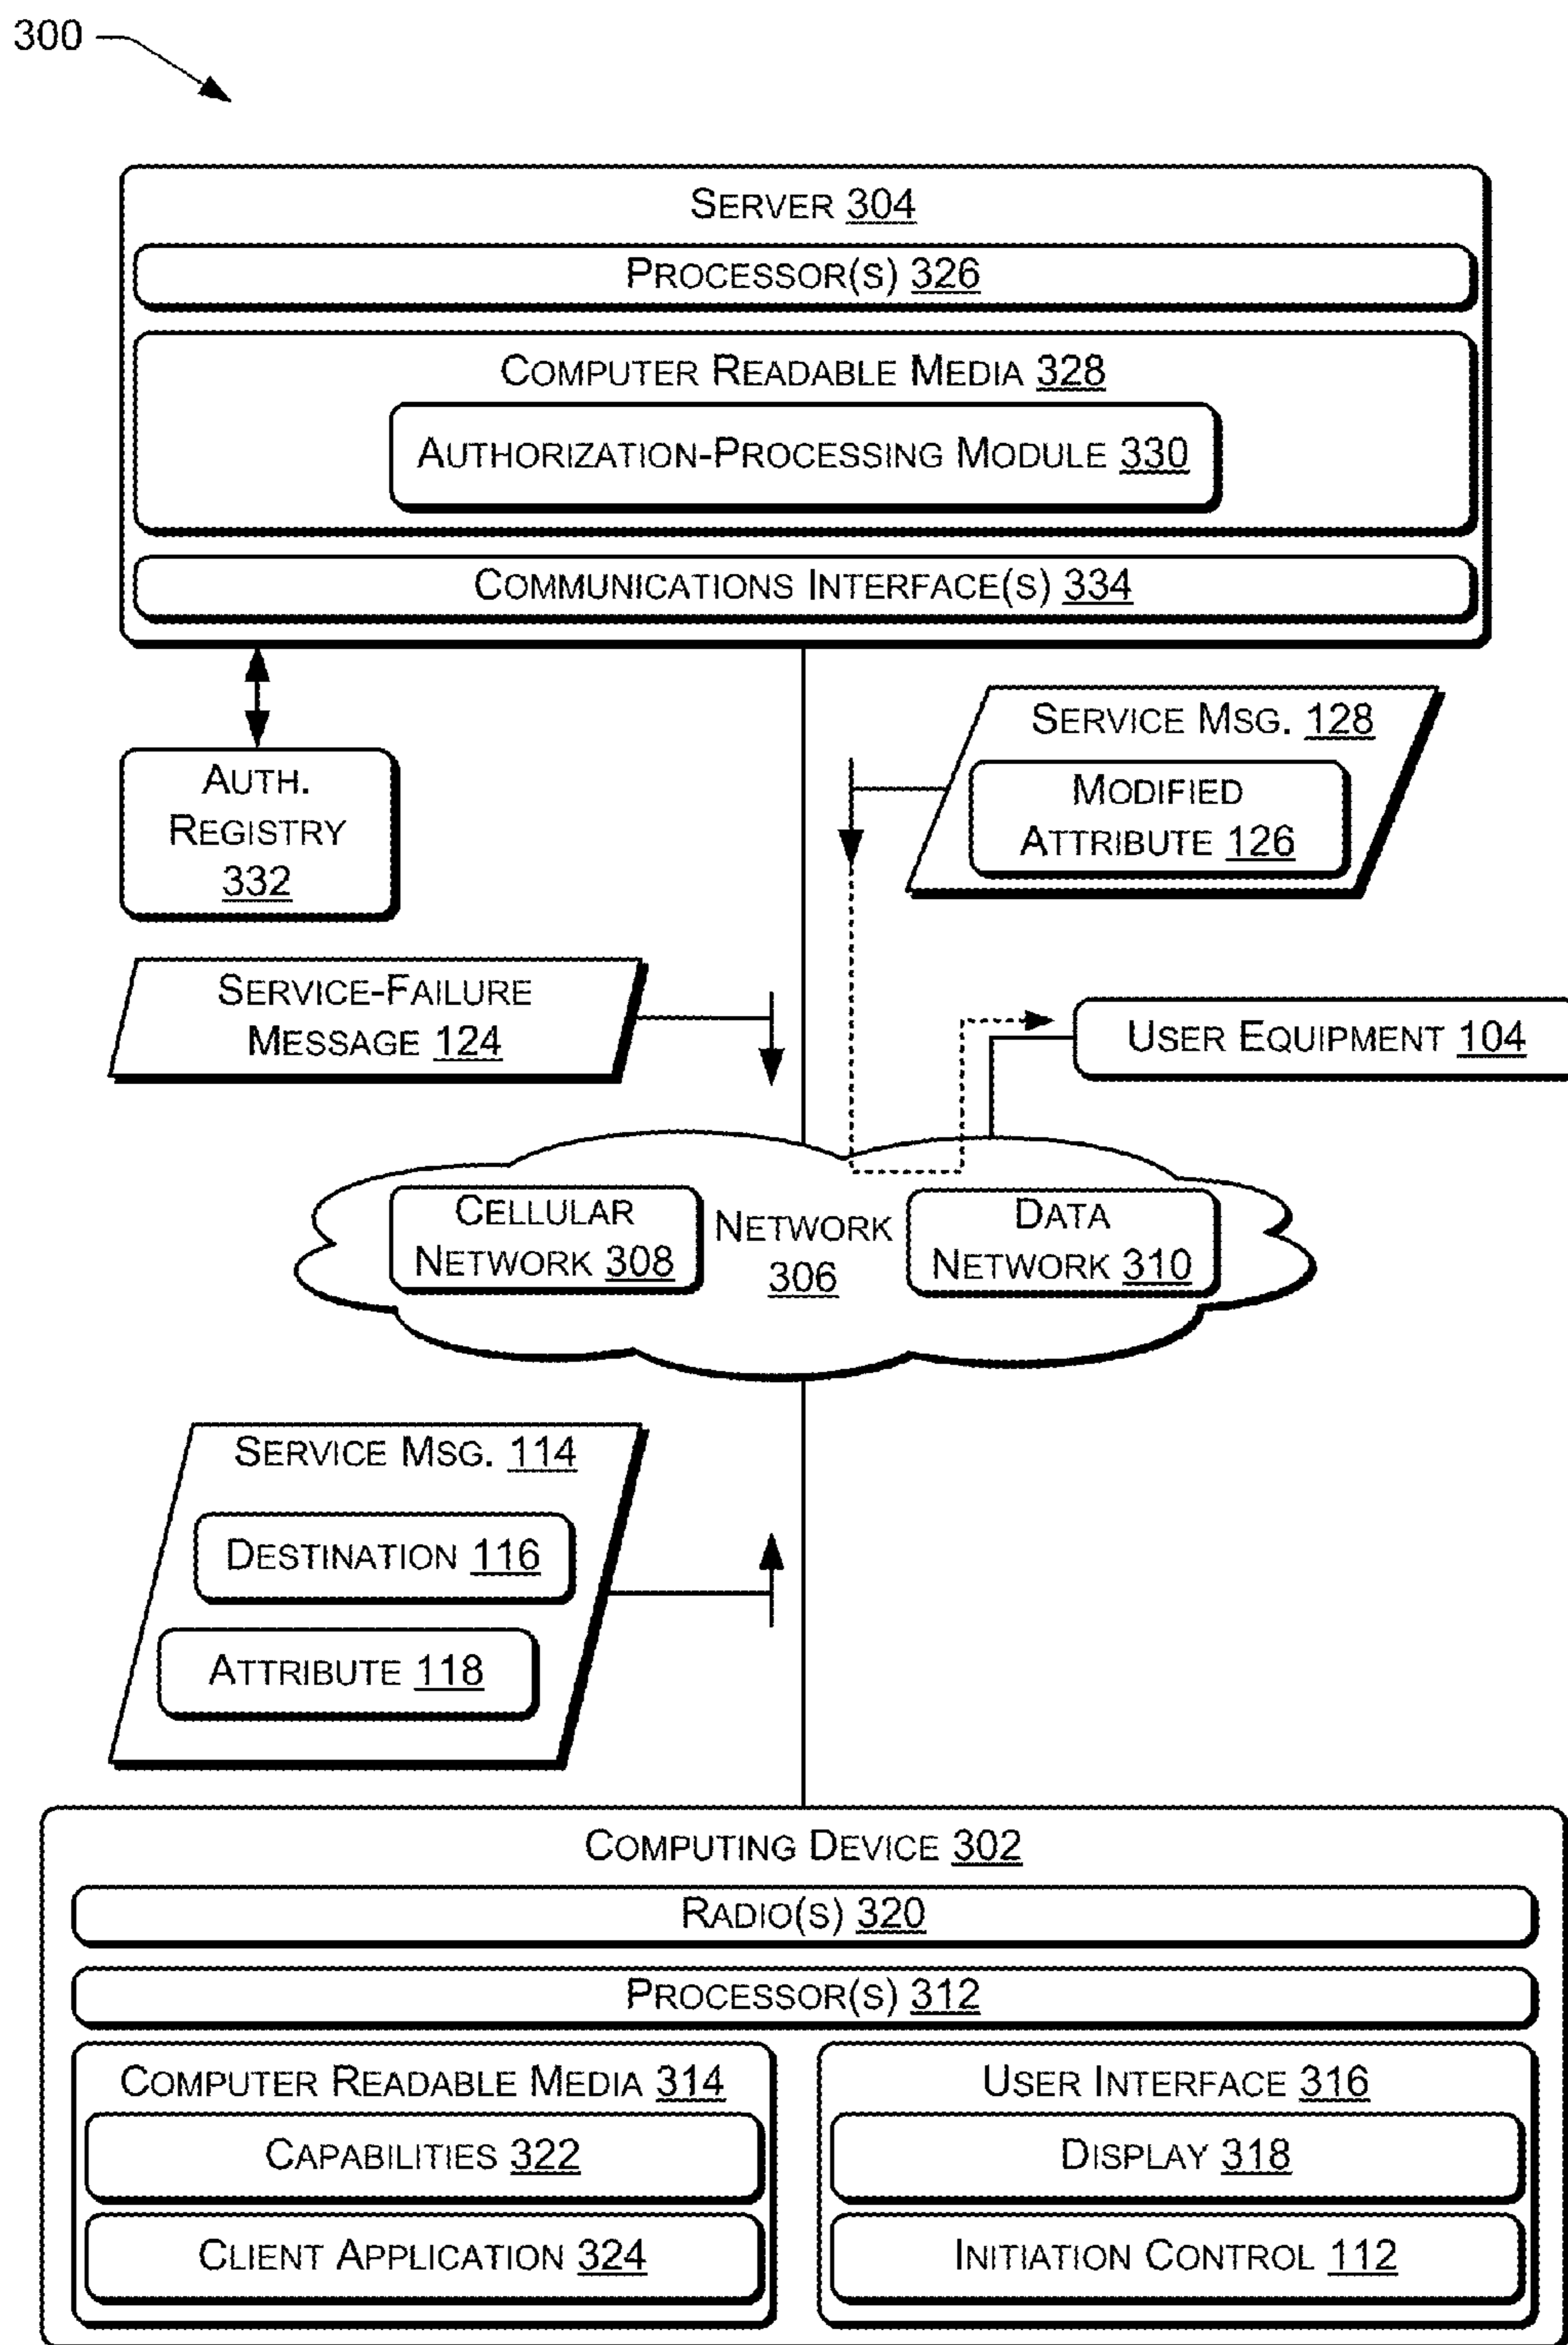 300
SERVER 304
PROCESSOR(S) 326
COMPUTER READABLE MEDIA 328
AUTHORIZATION-PROCESSING MODULE 330
COMMUNICATIONS INTERFACE(S) 334
SERVICE MSG. 128
MODIFIED
ATTRIBUTE 126
AUTH.
REGISTRY
332
SERVICE-FAILURE
MESSAGE 124
USER EQUIPMENT 104
CELLULAR
NETWORK 308
NETWORK
306
DATA
NETWORK 310
SERVICE MSG. 114
DESTINATION 116
ATTRIBUTE 118
COMPUTING DEVICE 302
RADIO(S) 320
PROCESSOR(S) 312
COMPUTER READABLE MEDIA 314
CAPABILITIES 322
CLIENT APPLICATION 324
USER INTERFACE 316
DISPLAY 318
INITIATION CONTROL 112